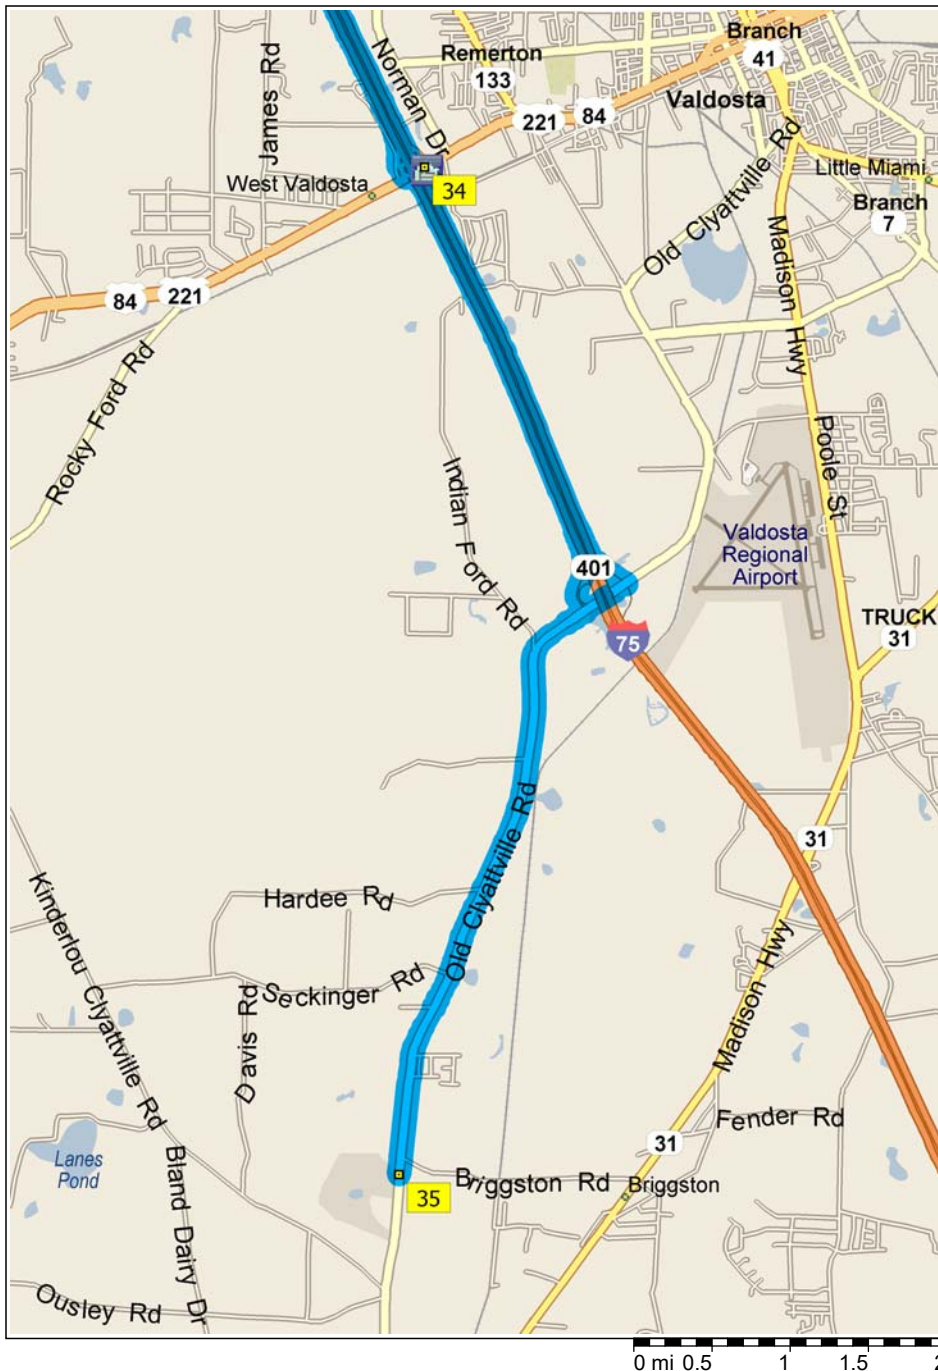 Branch
41
Remerton
133
James Rd
Norman Dr
221
84
Valdosta
Old Clyattville Rd
Little Miami
West Valdosta
34
Branch
7
Madison Hwy
84
221
Rocky Ford Rd
Indian Ford Rd
Poole St
Valdosta
Regional
Airport
401
TRUCK
31
75
Old Clyattville Rd
31
Hardee Rd
Kinderlou Clyattville Rd
Seckinger Rd
Davis Rd
Madison Hwy
Fender Rd
31
Lanes
Pond
Bland Dairy Dr
Briggston Rd
Briggston
35
Ousley Rd
0 mi 0.5 1 1.5 2